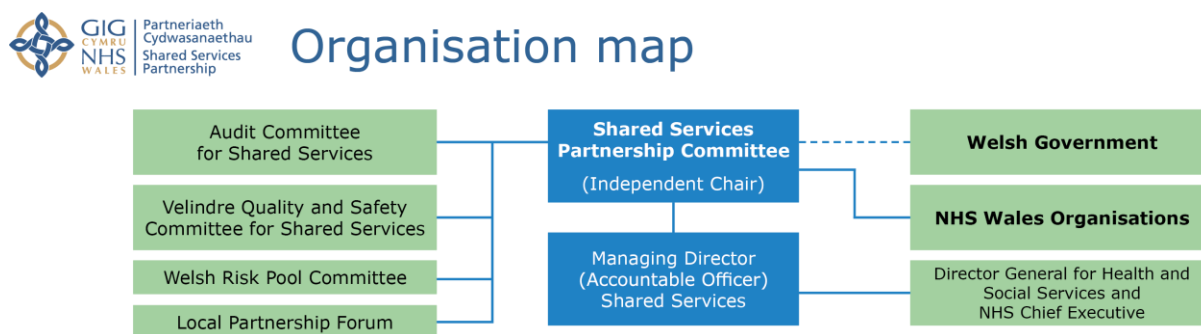 GIG
CYMRU
NHS
WALES
Partneriaeth
Cydwasanaethau
Shared Services
Partnership
Organisation map
Audit Committee
for Shared Services
Velindre Quality and Safety
Committee for Shared Services
Welsh Risk Pool Committee
Local Partnership Forum
Shared Services
Partnership Committee
(Independent Chair)
Managing Director
(Accountable Officer)
Shared Services
Welsh Government
NHS Wales Organisations
Director General for Health and
Social Services and
NHS Chief Executive